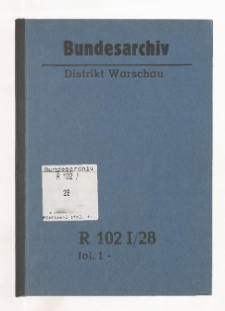 Bundesarchiv
Distrikt Warschau
Bundesarchiv
R 102 I
28
R 102 I/28
fol. 1 -